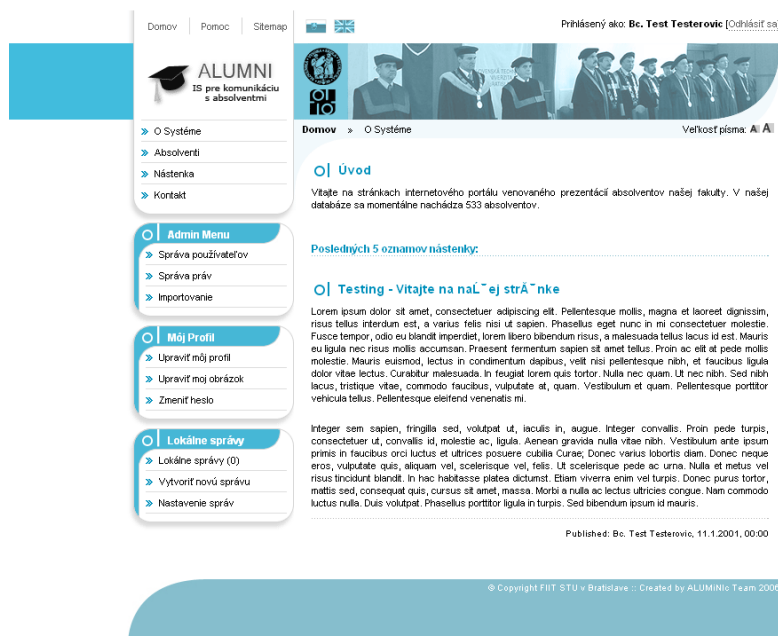 Domov Pomoc Sitemap
Prihlásený ako: Bc. Test Testerovic [Odhlásiť sa]
ALUMNI
IS pre komunikáciu
s absolventmi
» O Systéme
» Absolventi
» Nástenka
» Kontakt
Admin Menu
» Správa používateľov
» Správa práv
» Importovanie
Môj Profil
» Upraviť môj profil
» Upraviť moj obrázok
» Zmeniť heslo
Lokálne správy
» Lokálne správy (0)
» Vytvoriť novú správu
» Nastavenie správ
Domov » O Systéme
Veľkosť písma: A A
Úvod
Vitajte na stránkach internetového portálu venovaného prezentácií absolventov našej fakulty. V našej
databáze sa momentálne nachádza 533 absolventov.
Posledných 5 oznamov nástenky:
Testing - Vitajte na naĹˇej strĂˇnke
Lorem ipsum dolor sit amet, consectetuer adipiscing elit. Pellentesque mollis, magna et laoreet dignissim,
risus tellus interdum est, a varius felis nisi ut sapien. Phasellus eget nunc in mi consectetuer molestie.
Fusce tempor, odio eu blandit imperdiet, lorem libero bibendum risus, a malesuada tellus lacus id est. Mauris
eu ligula nec risus mollis accumsan. Praesent fermentum sapien sit amet tellus. Proin ac elit at pede mollis
molestie. Mauris euismod, lectus in condimentum dapibus, velit nisi pellentesque nibh, et faucibus ligula
dolor vitae lectus. Curabitur malesuada. In feugiat lorem quis tortor. Nulla nec quam. Ut nec nibh. Sed nibh
lacus, tristique vitae, commodo faucibus, vulputate at, quam. Vestibulum et quam. Pellentesque porttitor
vehicula tellus. Pellentesque eleifend venenatis mi.
Integer sem sapien, fringilla sed, volutpat ut, iaculis in, augue. Integer convallis. Proin pede turpis,
consectetuer ut, convallis id, molestie ac, ligula. Aenean gravida nulla vitae nibh. Vestibulum ante ipsum
primis in faucibus orci luctus et ultrices posuere cubilia Curae; Donec varius lobortis diam. Donec neque
eros, vulputate quis, aliquam vel, scelerisque vel, felis. Ut scelerisque pede ac urna. Nulla et metus vel
risus tincidunt blandit. In hac habitasse platea dictumst. Etiam viverra enim vel turpis. Donec purus tortor,
mattis sed, consequat quis, cursus sit amet, massa. Morbi a nulla ac lectus ultricies congue. Nam commodo
luctus nulla. Duis volutpat. Phasellus porttitor ligula in turpis. Sed bibendum ipsum id mauris.
Published: Bc. Test Testerovic, 11.1.2001, 00:00
© Copyright FIIT STU v Bratislave :: Created by ALUMiNIc Team 2006